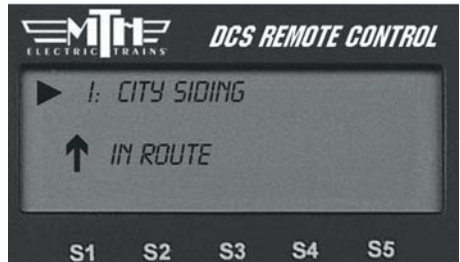 MTH
ELECTRIC TRAINS
DCS REMOTE CONTROL
1: CITY SIDING
IN ROUTE
S1 S2 S3 S4 S5